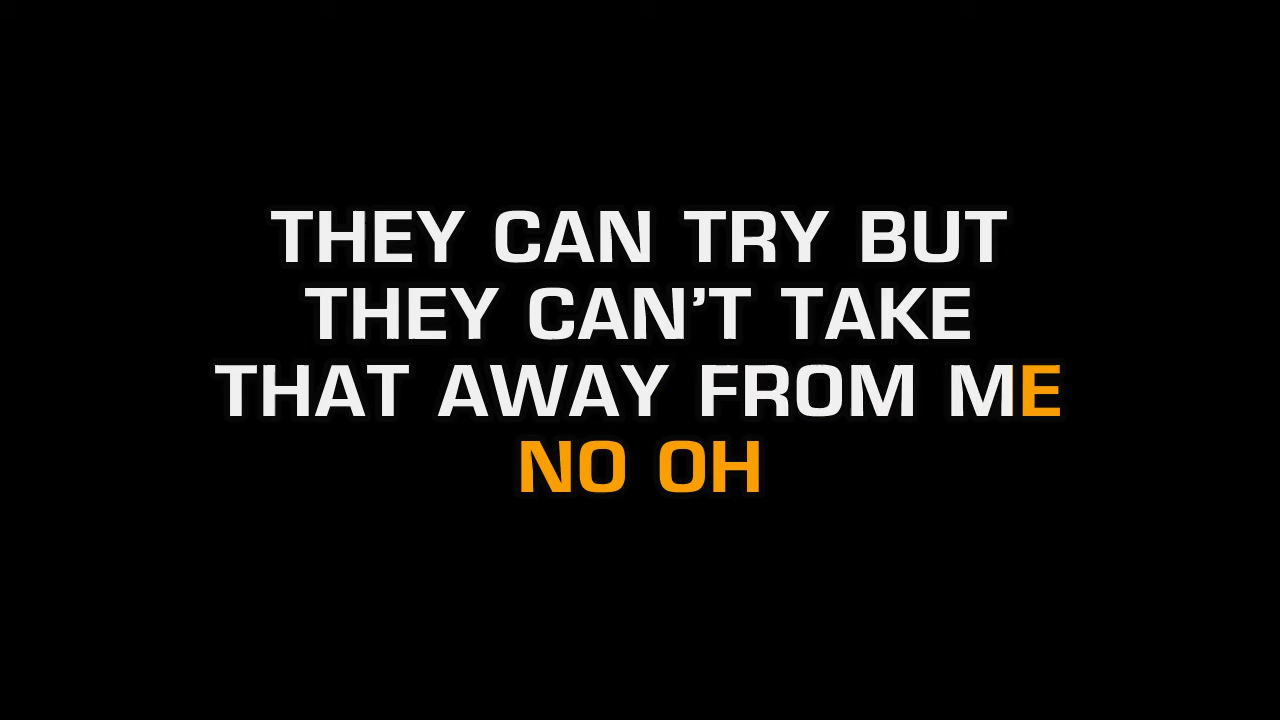 THEY CAN TRY BUT
THEY CAN’T TAKE
THAT AWAY FROM ME
NO OH